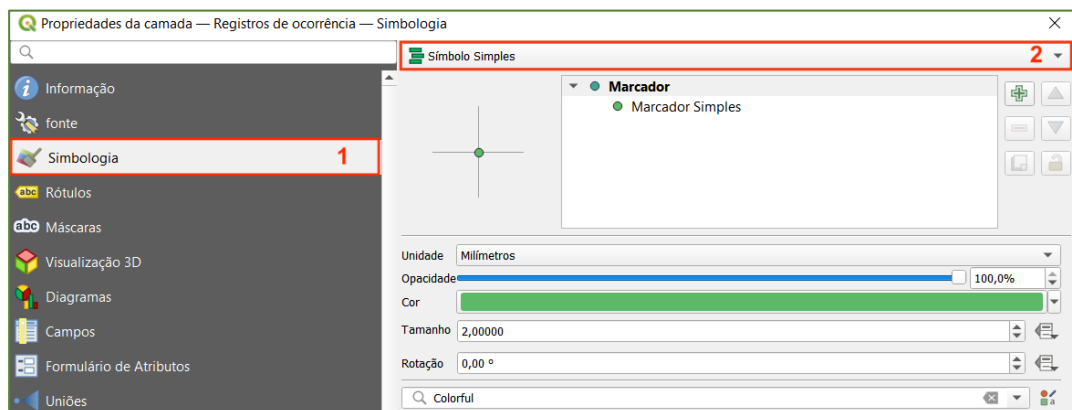 Propriedades da camada — Registros de ocorrência — Simbologia
Informação
fonte
Simbologia 1
Rótulos
Máscaras
Visualização 3D
Diagramas
Campos
Formulário de Atributos
Uniões
Símbolo Simples 2
Marcador
Marcador Simples
Unidade Milímetros
Opacidade 100,0%
Cor
Tamanho 2,00000
Rotação 0,00 °
Colorful